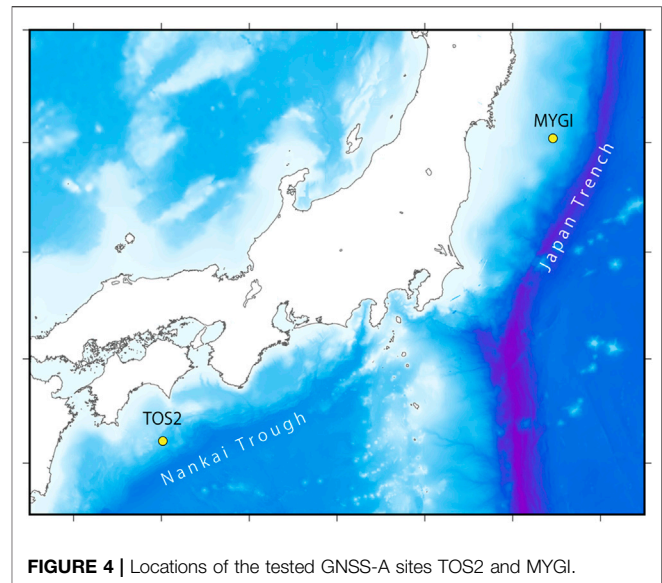 MYGI
Japan Trench
TOS2
Nankai Trough
FIGURE 4 | Locations of the tested GNSS-A sites TOS2 and MYGI.